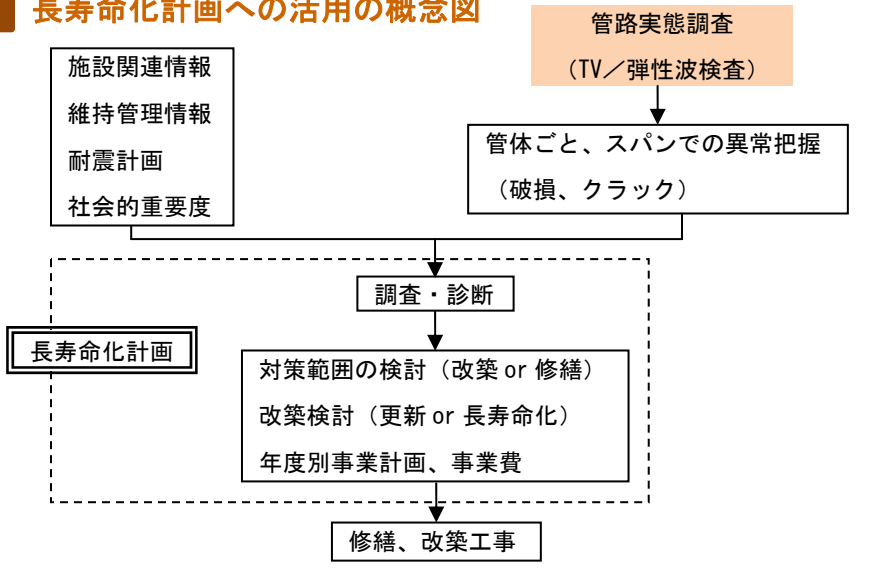 長寿命化計画への活用の概念図
管路実態調査
（TV／弾性波検査）
施設関連情報
維持管理情報
耐震計画
社会的重要度
管体ごと、スパンでの異常把握
（破損、クラック）
調査・診断
長寿命化計画
対策範囲の検討（改築 or 修繕）
改築検討（更新 or 長寿命化）
年度別事業計画、事業費
修繕、改築工事